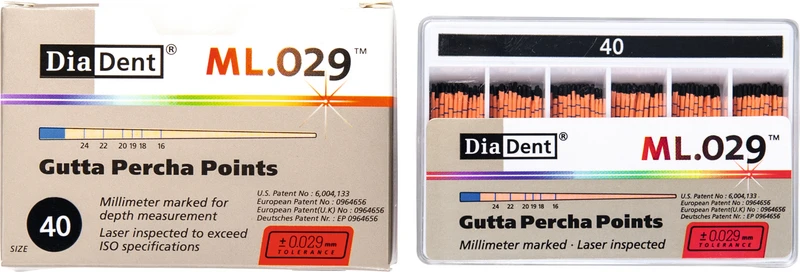 DiaDent®
ML.029™
24 22 20 19 18 16
Gutta Percha Points
Millimeter marked for
depth measurement
Laser inspected to exceed
ISO specifications
SIZE 40
U.S. Patent No : 6,004,133
European Patent No : 0964656
European Patent(U.K) No : 0964656
Deutsches Patent Nr. : EP 0964656
±0.029mm
TOLERANCE
40
DiaDent®
ML.029™
24 22 20 19 18 16
Gutta Percha Points
Millimeter marked · Laser inspected
U.S. Patent No : 6,004,133
European Patent No : 0964656
European Patent(U.K) No : 0964656
Deutsches Patent Nr. : EP 0964656
±0.029mm
TOLERANCE